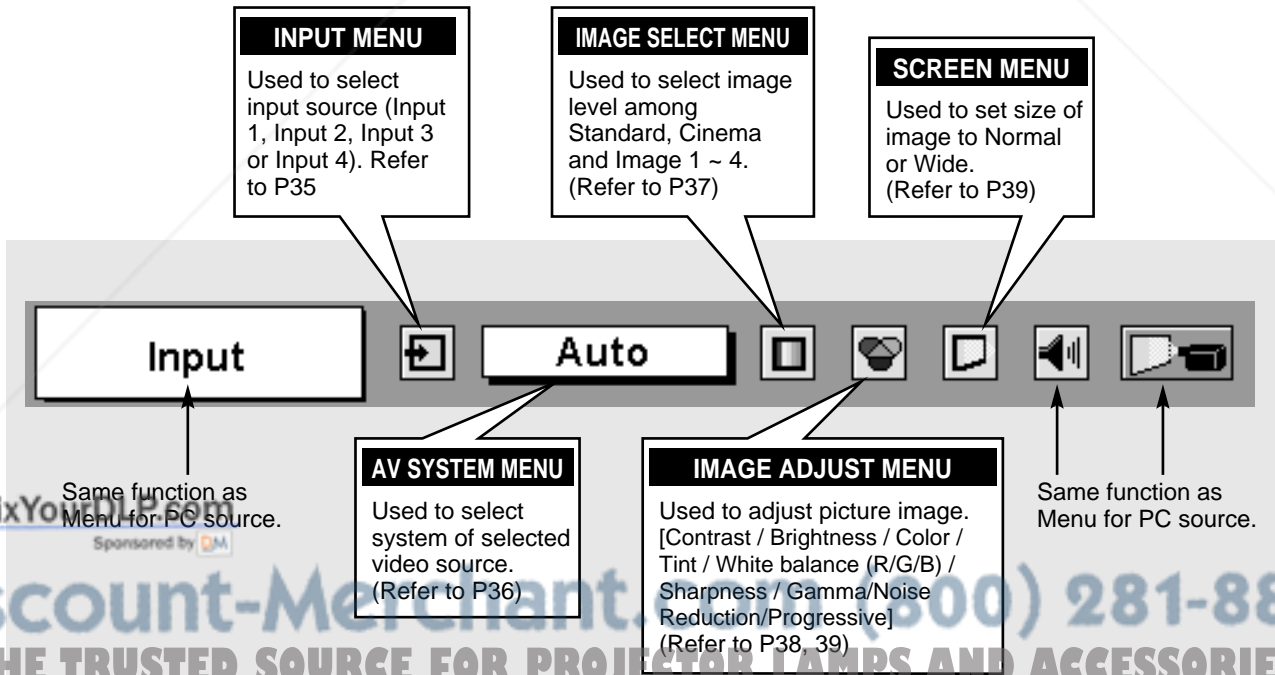 INPUT MENU
Used to select
input source (Input
1, Input 2, Input 3
or Input 4). Refer
to P35
IMAGE SELECT MENU
Used to select image
level among
Standard, Cinema
and Image 1 ~ 4.
(Refer to P37)
SCREEN MENU
Used to set size of
image to Normal
or Wide.
(Refer to P39)
Input
Auto
Same function as
Menu for PC source.
AV SYSTEM MENU
Used to select
system of selected
video source.
(Refer to P36)
IMAGE ADJUST MENU
Used to adjust picture image.
[Contrast / Brightness / Color /
Tint / White balance (R/G/B) /
Sharpness / Gamma/Noise
Reduction/Progressive]
(Refer to P38, 39)
Same function as
Menu for PC source.
ixYourDLP.com
Sponsored by DM
scount-Merchant.com (800) 281-88
HE TRUSTED SOURCE FOR PROJECTOR LAMPS AND ACCESSORIE